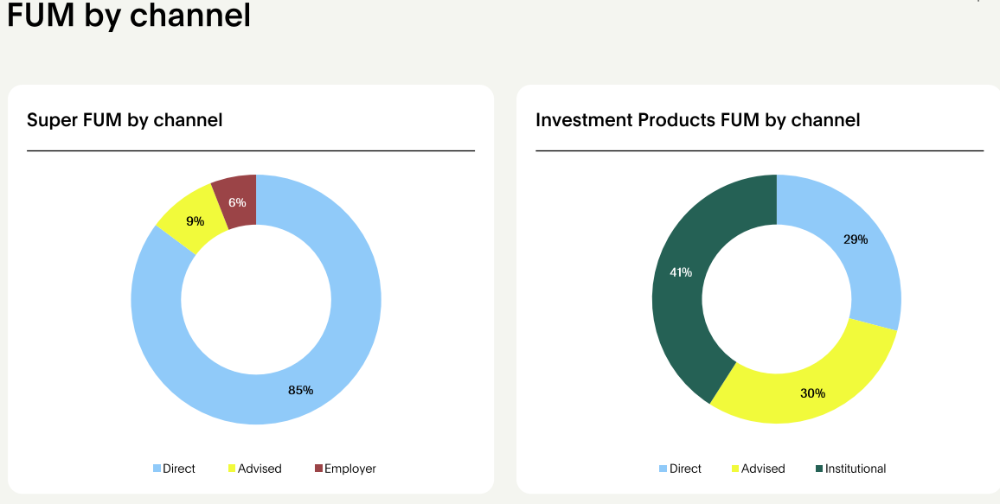 FUM by channel
Super FUM by channel
6%
9%
85%
Direct
Advised
Employer
Investment Products FUM by channel
29%
41%
30%
Direct
Advised
Institutional